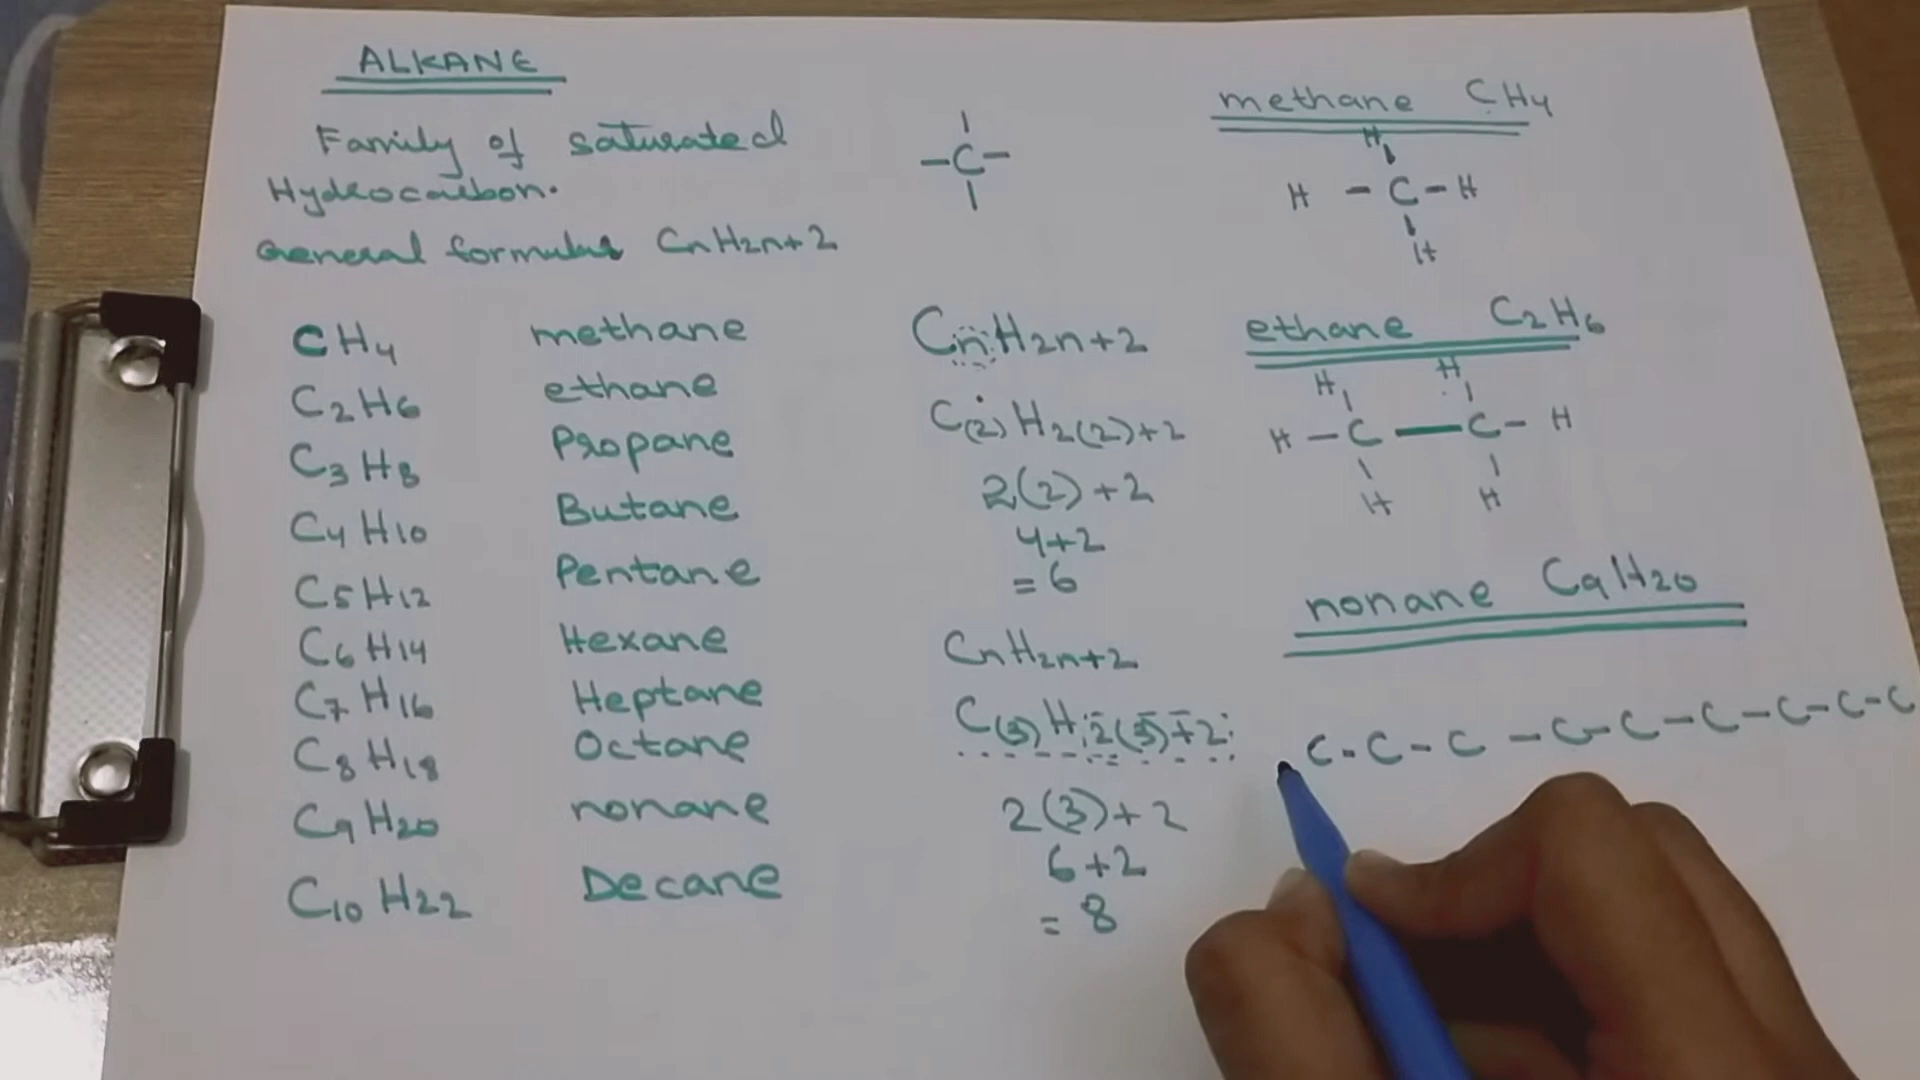 ALKANE
Family of saturated
Hydrocarbon.
General formulas CnH2n+2
CH4 methane
C2H6 ethane
C3H8 Propane
C4H10 Butane
C5H12 Pentane
C6H14 Hexane
C7H16 Heptane
C8H18 Octane
C9H20 nonane
C10H22 Decane
-C-
CnH2n+2
C(2)H2(2)+2
2(2)+2
4+2
=6
CnH2n+2
C(3)H2(3)+2
2(3)+2
6+2
=8
methane CH4
H
H -C-H
H
ethane C2H6
H H
H-C-C-H
H H
nonane C9H20
C-C-C-C-C-C-C-C-C